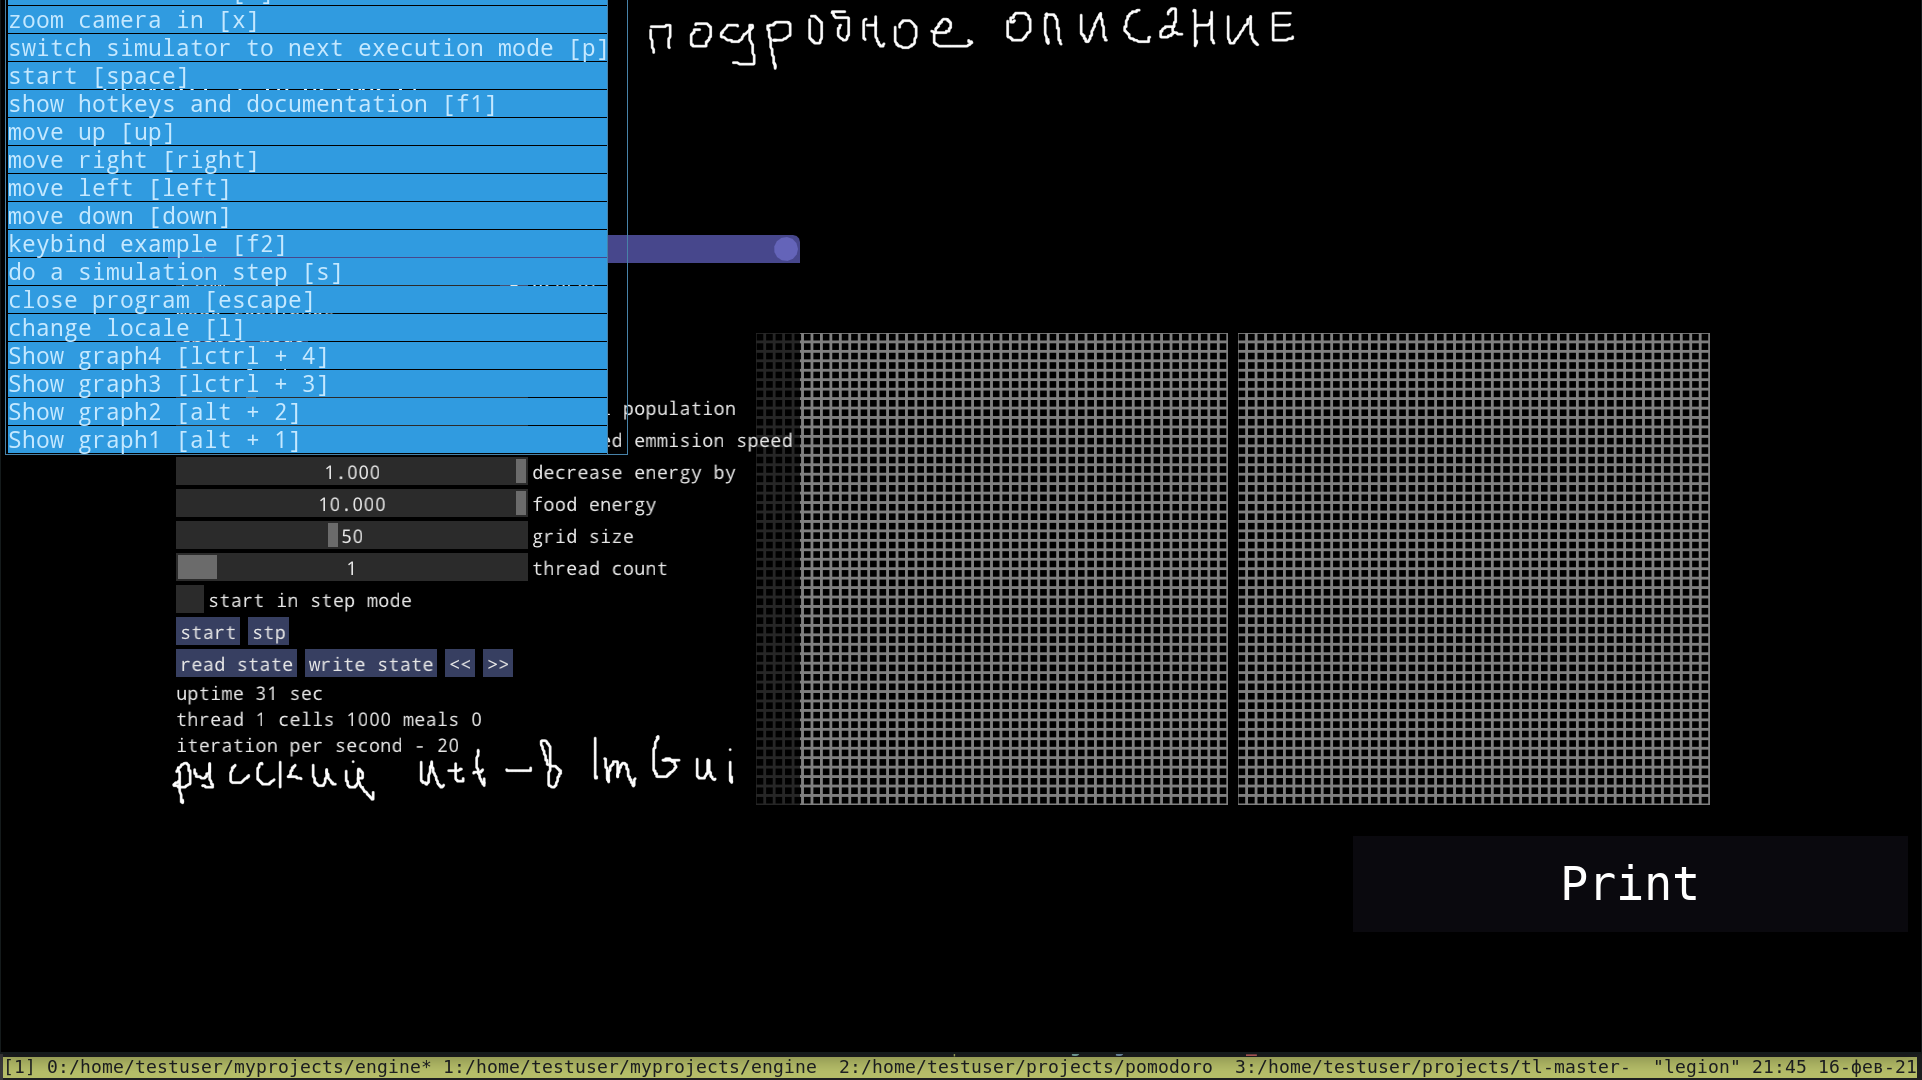 zoom camera in [x]
подробное описание
switch simulator to next execution mode [p]
start [space]
show hotkeys and documentation [f1]
move up [up]
move right [right]
move left [left]
move down [down]
keybind example [f2]
do a simulation step [s]
close program [escape]
change locale [l]
Show graph4 [lctrl + 4]
Show graph3 [lctrl + 3]
Show graph2 [alt + 2]
population
Show graph1 [alt + 1]
emmision speed
1.000 decrease energy by
10.000 food energy
50 grid size
1 thread count
start in step mode
start stp
read state write state << >>
uptime 31 sec
thread 1 cells 1000 meals 0
iteration per second - 20
utf-8 ImGui
Print
[1] 0:/home/testuser/myprojects/engine* 1:/home/testuser/myprojects/engine 2:/home/testuser/projects/pomodoro 3:/home/testuser/projects/tl-master- "legion" 21:45 16-фев-21